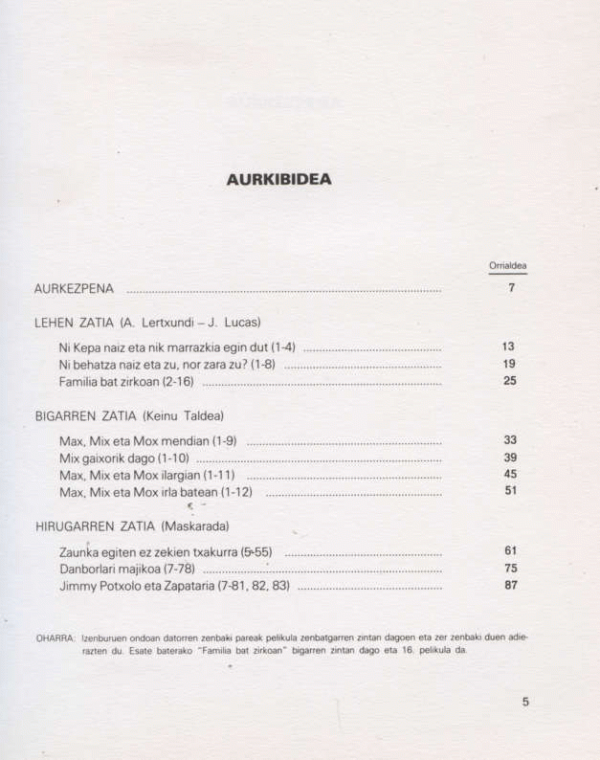 AURKIBIDEA
Orrialdea
AURKEZPENA ........ 7
LEHEN ZATIA (A. Lertxundi – J. Lucas)
Ni Kepa naiz eta nik marrazkia egin dut (1-4) ........ 13
Ni behatza naiz eta zu, nor zara zu? (1-8) ........ 19
Familia bat zirkoan (2-16) ........ 25
BIGARREN ZATIA (Keinu Taldea)
Max, Mix eta Mox mendian (1-9) ........ 33
Mix gaixorik dago (1-10) ........ 39
Max, Mix eta Mox ilargian (1-11) ........ 45
Max, Mix eta Mox irla batean (1-12) ........ 51
HIRUGARREN ZATIA (Maskarada)
Zaunka egiten ez zekien txakurra (5-55) ........ 61
Danborlari majikoa (7-78) ........ 75
Jimmy Potxolo eta Zapataria (7-81, 82, 83) ........ 87
OHARRA: Izenburuen ondoan datorren zenbaki pareak pelikula zenbatgarren zintan dagoen eta zer zenbaki duen adie-
razten du. Esate baterako "Familia bat zirkoan" bigarren zintan dago eta 16. pelikula da.
5